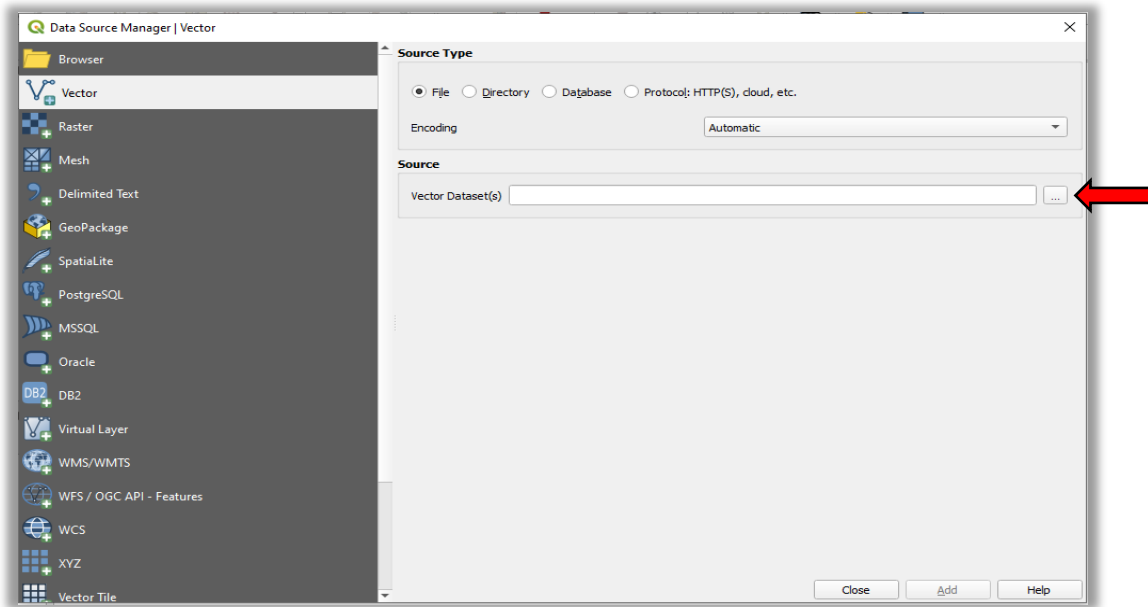 Data Source Manager | Vector
Browser
Vector
Raster
Mesh
Delimited Text
GeoPackage
SpatiaLite
PostgreSQL
MSSQL
Oracle
DB2 DB2
Virtual Layer
WMS/WMTS
WFS / OGC API - Features
WCS
XYZ
Vector Tile
Source Type
File Directory Database Protocol: HTTP(S), cloud, etc.
Encoding Automatic
Source
Vector Dataset(s) ...
Close Add Help